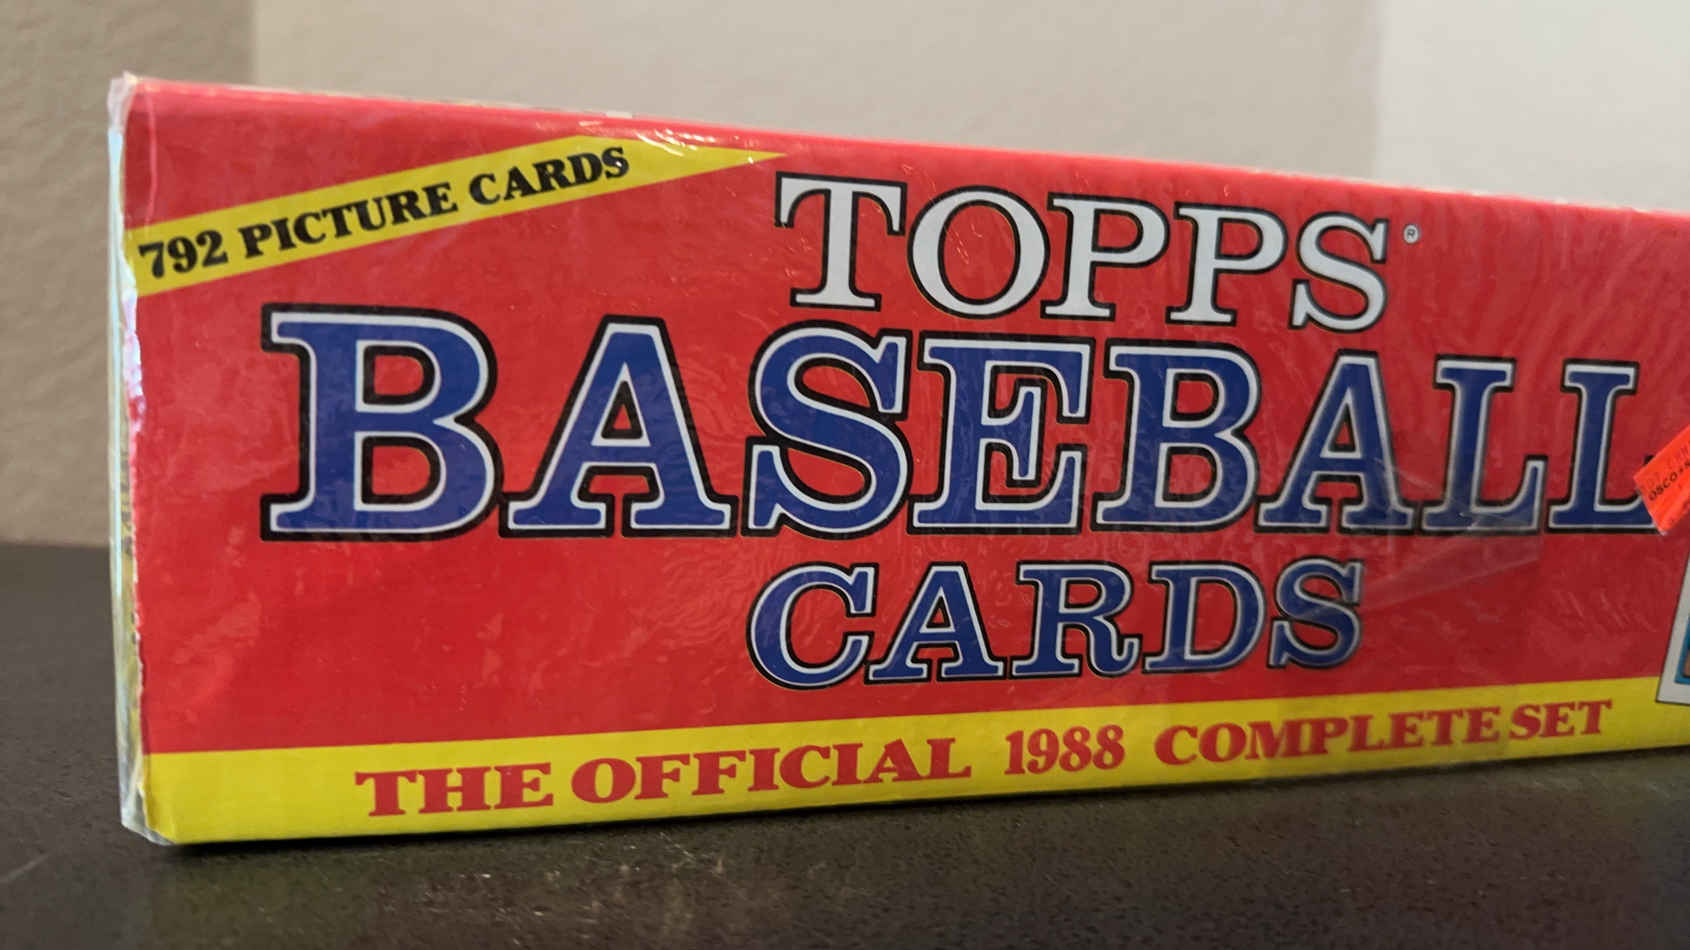 792 PICTURE CARDS
TOPPS®
BASEBALL
CARDS
THE OFFICIAL 1988 COMPLETE SET